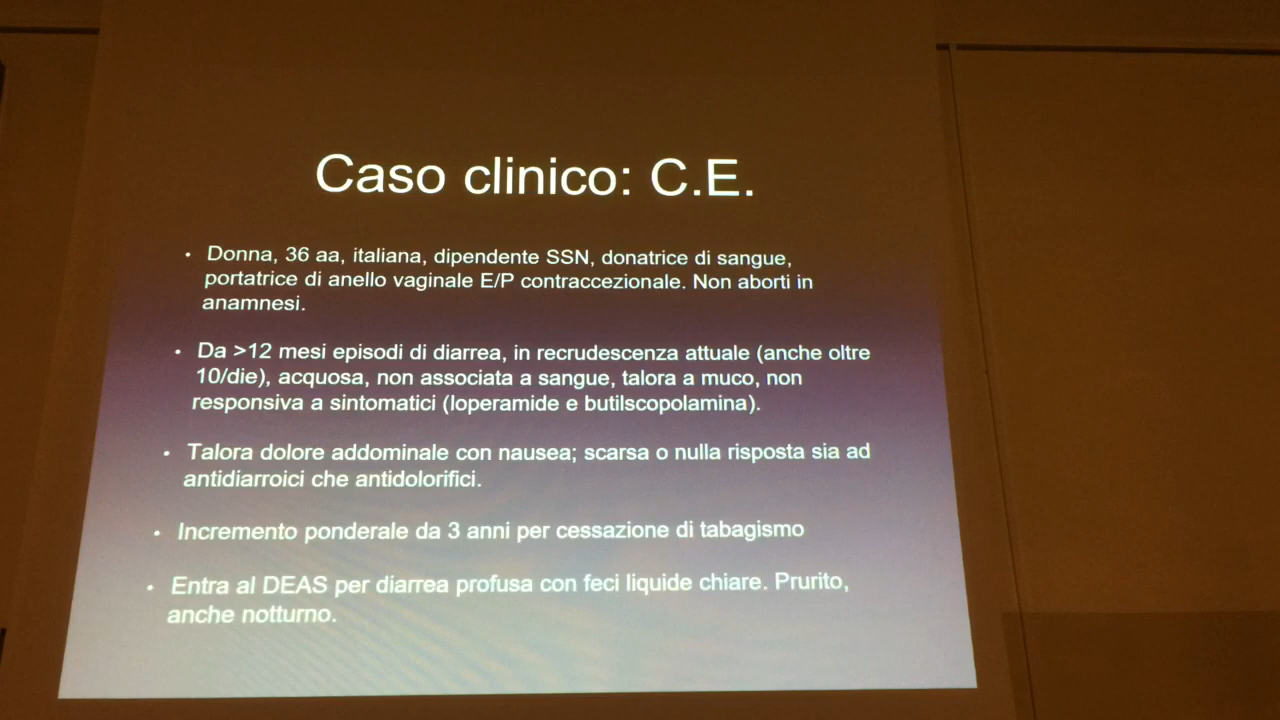 Caso clinico: C.E.
• Donna, 36 aa, italiana, dipendente SSN, donatrice di sangue,
portatrice di anello vaginale E/P contraccezionale. Non aborti in
anamnesi.
• Da >12 mesi episodi di diarrea, in recrudescenza attuale (anche oltre
10/die), acquosa, non associata a sangue, talora a muco, non
responsiva a sintomatici (loperamide e butilscopolamina).
• Talora dolore addominale con nausea; scarsa o nulla risposta sia ad
antidiarroici che antidolorifici.
• Incremento ponderale da 3 anni per cessazione di tabagismo
• Entra al DEAS per diarrea profusa con feci liquide chiare. Prurito,
anche notturno.